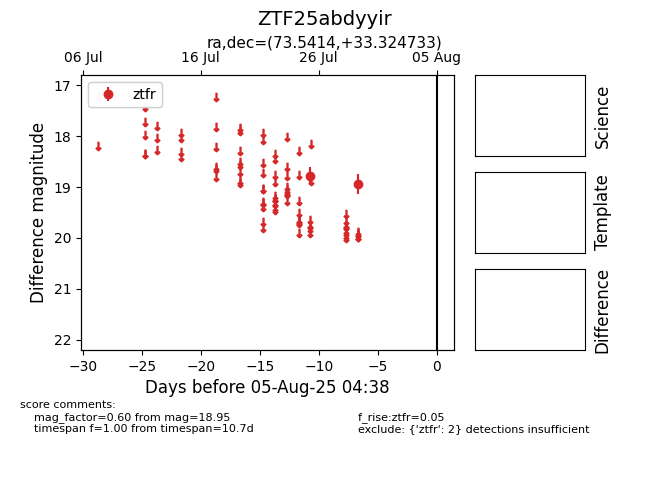 ZTF25abdyyir
ra,dec=(73.5414,+33.324733)
06 Jul 16 Jul 26 Jul 05 Aug
ztfr
17
18
19
20
21
22
Difference magnitude
−30 −25 −20 −15 −10 −5 0
Days before 05-Aug-25 04:38
Science
Template
Difference
score comments:
mag_factor=0.60 from mag=18.95
timespan f=1.00 from timespan=10.7d
f_rise:ztfr=0.05
exclude: {'ztfr': 2} detections insufficient